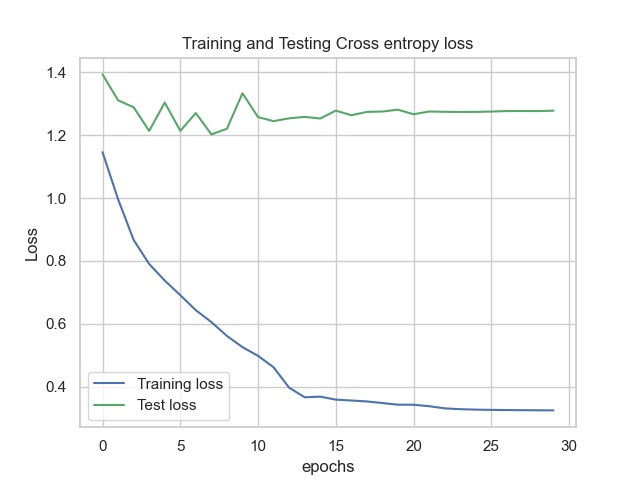 Training and Testing Cross entropy loss
1.4
1.2
1.0
0.8
0.6
0.4
Loss
Training loss
Test loss
0 5 10 15 20 25 30
epochs